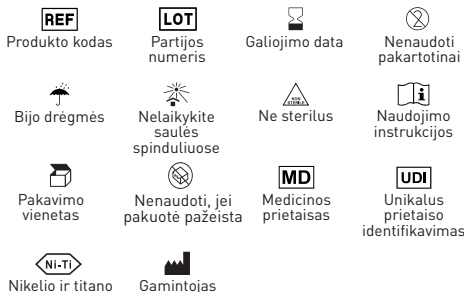 REF
LOT
Produkto kodas
Partijos
numeris
Galiojimo data
2
Nenaudoti
pakartotinai
NON
STERILE
i
Bijo drėgmės
Nelaikykite
saulės
spinduliuose
Ne sterilus
Naudojimo
instrukcijos
MD
UDI
Pakavimo
vienetas
Nenaudoti, jei
pakuotė pažeista
Medicinos
prietaisas
Unikalus
prietaiso
identifikavimas
Ni-Ti
Nikelio ir titano
Gamintojas